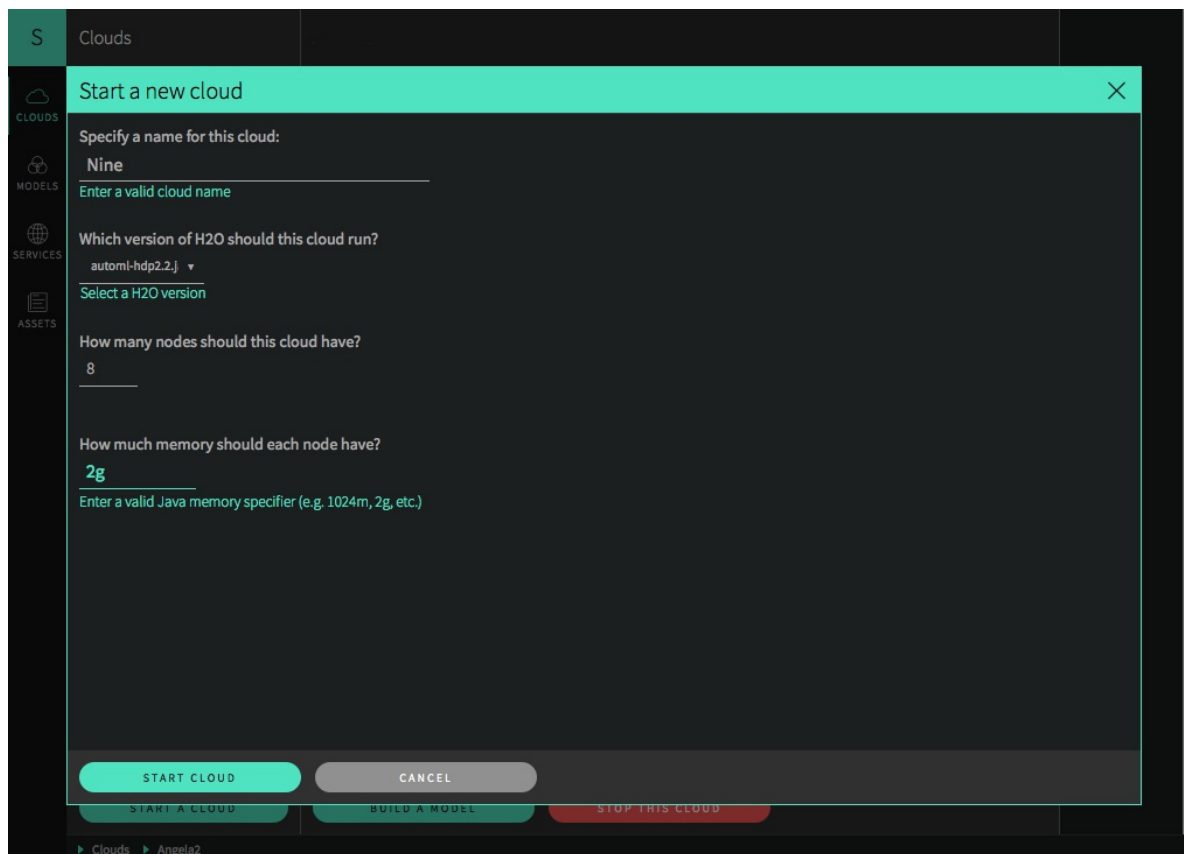 S
Clouds
Start a new cloud
CLOUDS
Specify a name for this cloud:
Nine
MODELS
Enter a valid cloud name
Which version of H2O should this cloud run?
SERVICES
automl-hdp2.2.j
Select a H2O version
ASSETS
How many nodes should this cloud have?
8
How much memory should each node have?
2g
Enter a valid Java memory specifier (e.g. 1024m, 2g, etc.)
START CLOUD CANCEL
START A CLOUD BUILD A MODEL STOP THIS CLOUD
Clouds Angela2